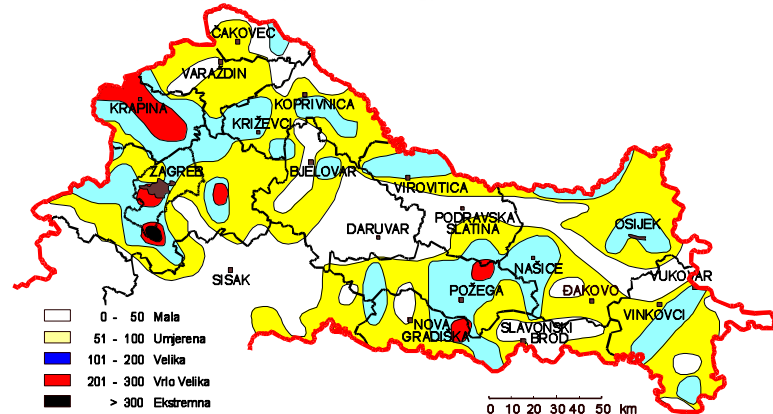 ČAKOVEC
VARAŽDIN
KRAPINA
KOPRIVNICA
KRIŽEVCI
ZAGREB
BJELOVAR
VIROVITICA
DARUVAR
PODRAVSKA
SLATINA
OSIJEK
SISAK
NAŠICE
VUKOVAR
POŽEGA
ĐAKOVO
VINKOVCI
NOVA
GRADIŠKA
SLAVONSKI
BROD
0 - 50 Mala
51 - 100 Umjerena
101 - 200 Velika
201 - 300 Vrlo Velika
> 300 Ekstremna
0 10 20 30 40 50 km